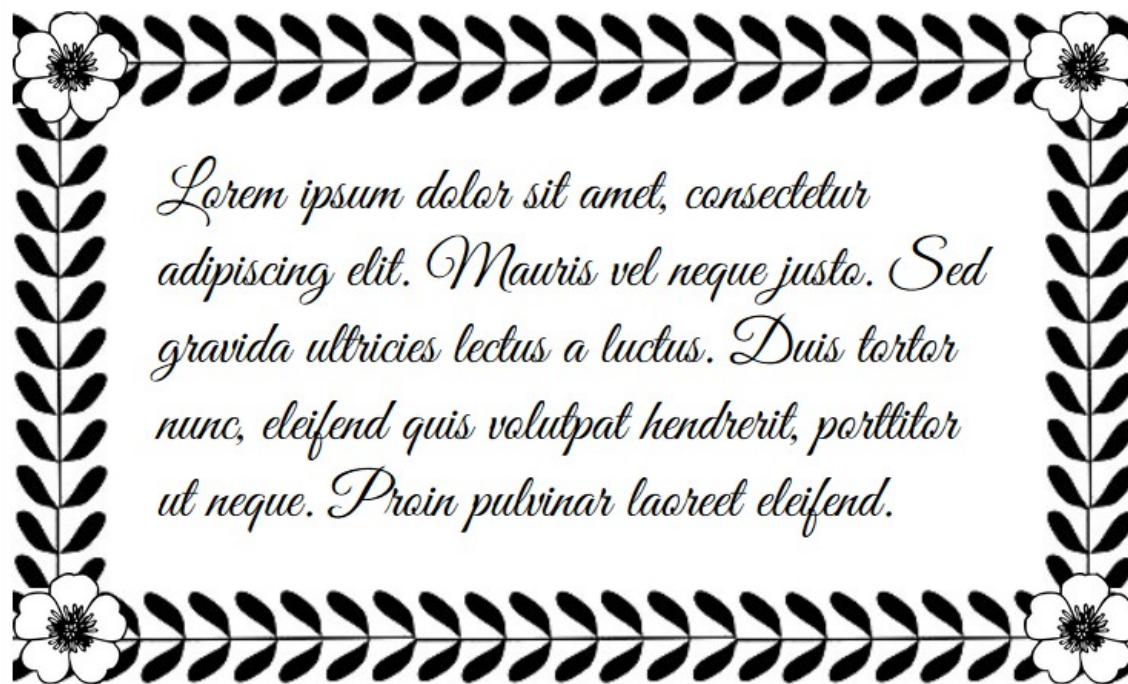 Lorem ipsum dolor sit amet, consectetur
adipiscing elit. Mauris vel neque justo. Sed
gravida ultricies lectus a luctus. Duis tortor
nunc, eleifend quis volutpat hendrerit, porttitor
ut neque. Proin pulvinar laoreet eleifend.